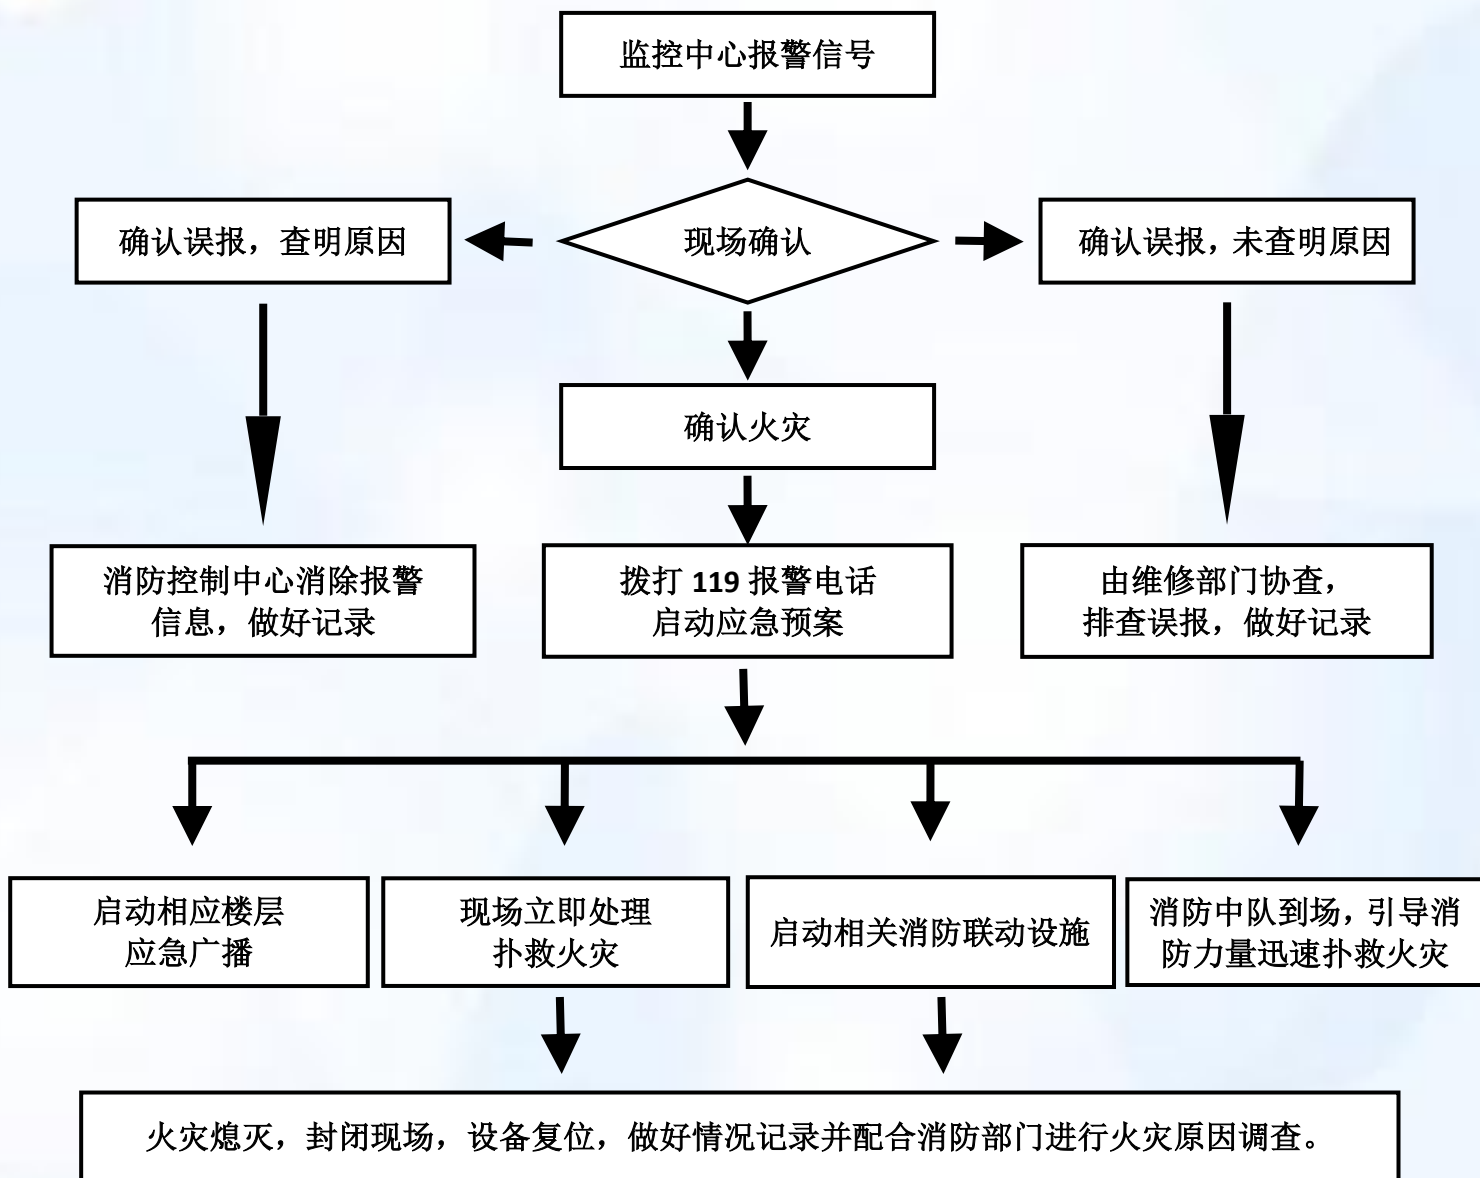 监控中心报警信号
确认误报，查明原因
现场确认
确认误报，未查明原因
确认火灾
消防控制中心消除报警
信息，做好记录
拨打 119 报警电话
启动应急预案
由维修部门协查，
排查误报，做好记录
启动相应楼层
应急广播
现场立即处理
扑救火灾
启动相关消防联动设施
消防中队到场，引导消
防力量迅速扑救火灾
火灾熄灭，封闭现场，设备复位，做好情况记录并配合消防部门进行火灾原因调查。